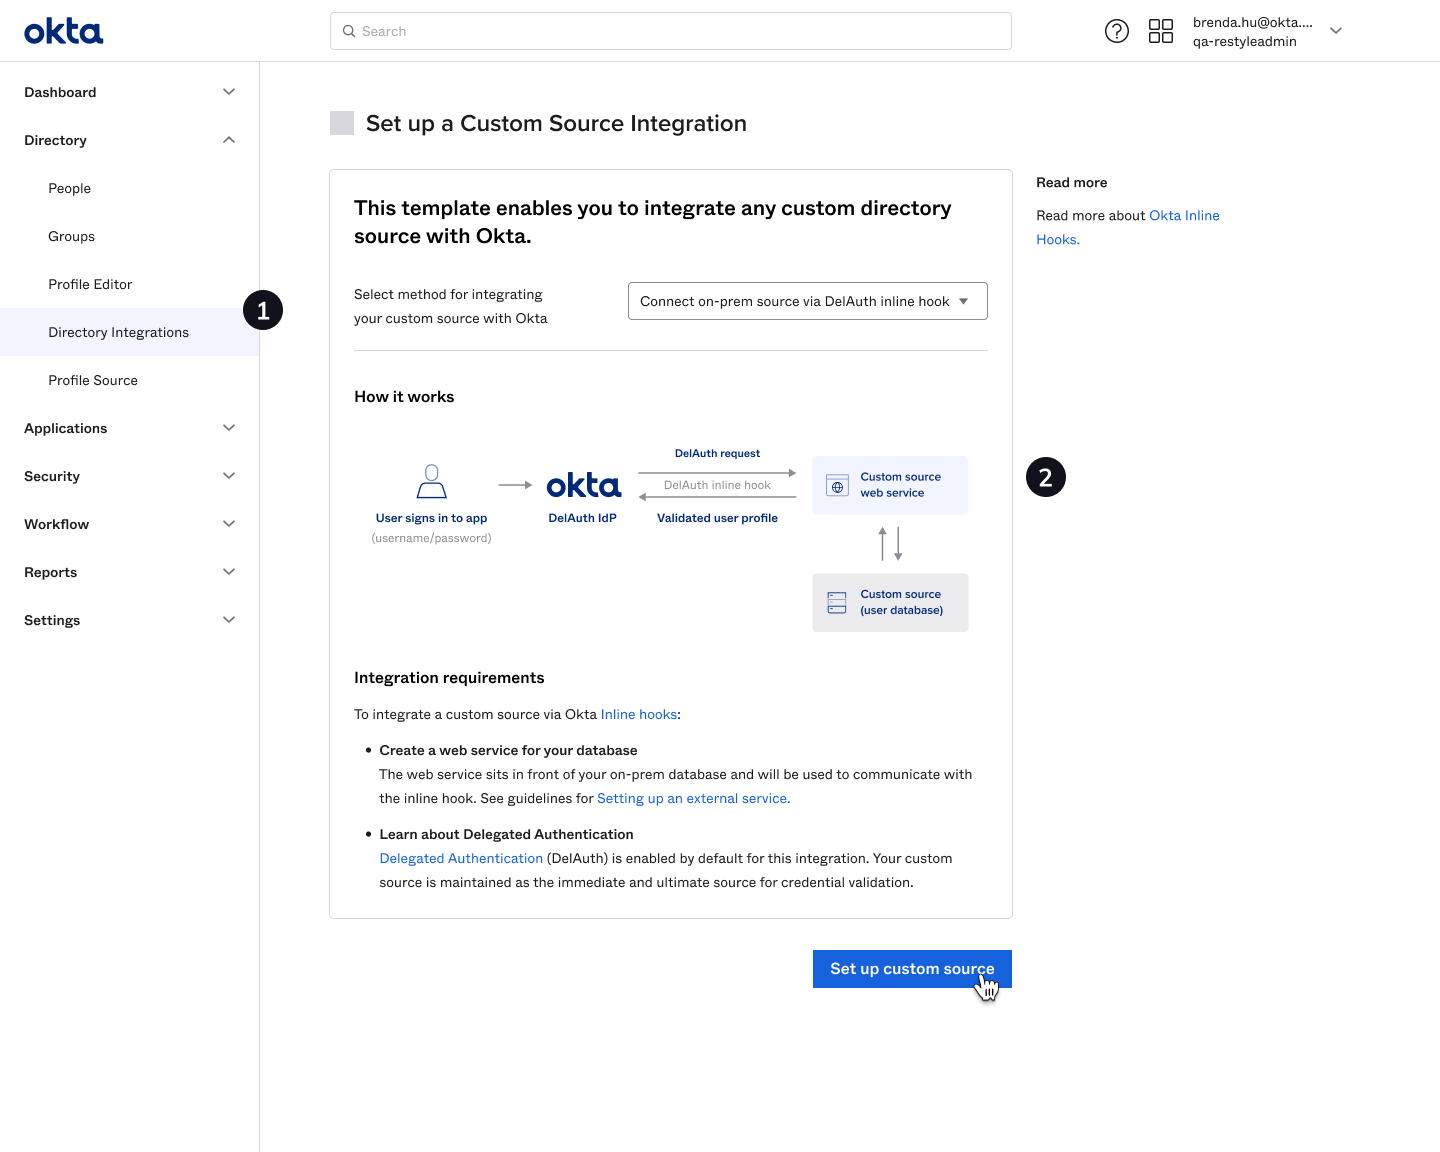 okta
Search
brenda.hu@okta....
qa-restyleadmin
Dashboard
Directory
People
Groups
Profile Editor
Directory Integrations
Profile Source
Applications
Security
Workflow
Reports
Settings
1
Set up a Custom Source Integration
This template enables you to integrate any custom directory
source with Okta.
Select method for integrating
your custom source with Okta
Connect on-prem source via DelAuth inline hook
How it works
User signs in to app
(username/password)
okta
DelAuth IdP
DelAuth request
DelAuth inline hook
Validated user profile
Custom source
web service
Custom source
(user database)
2
Integration requirements
To integrate a custom source via Okta Inline hooks:
• Create a web service for your database
The web service sits in front of your on-prem database and will be used to communicate with
the inline hook. See guidelines for Setting up an external service.
• Learn about Delegated Authentication
Delegated Authentication (DelAuth) is enabled by default for this integration. Your custom
source is maintained as the immediate and ultimate source for credential validation.
Set up custom source
Read more
Read more about Okta Inline
Hooks.